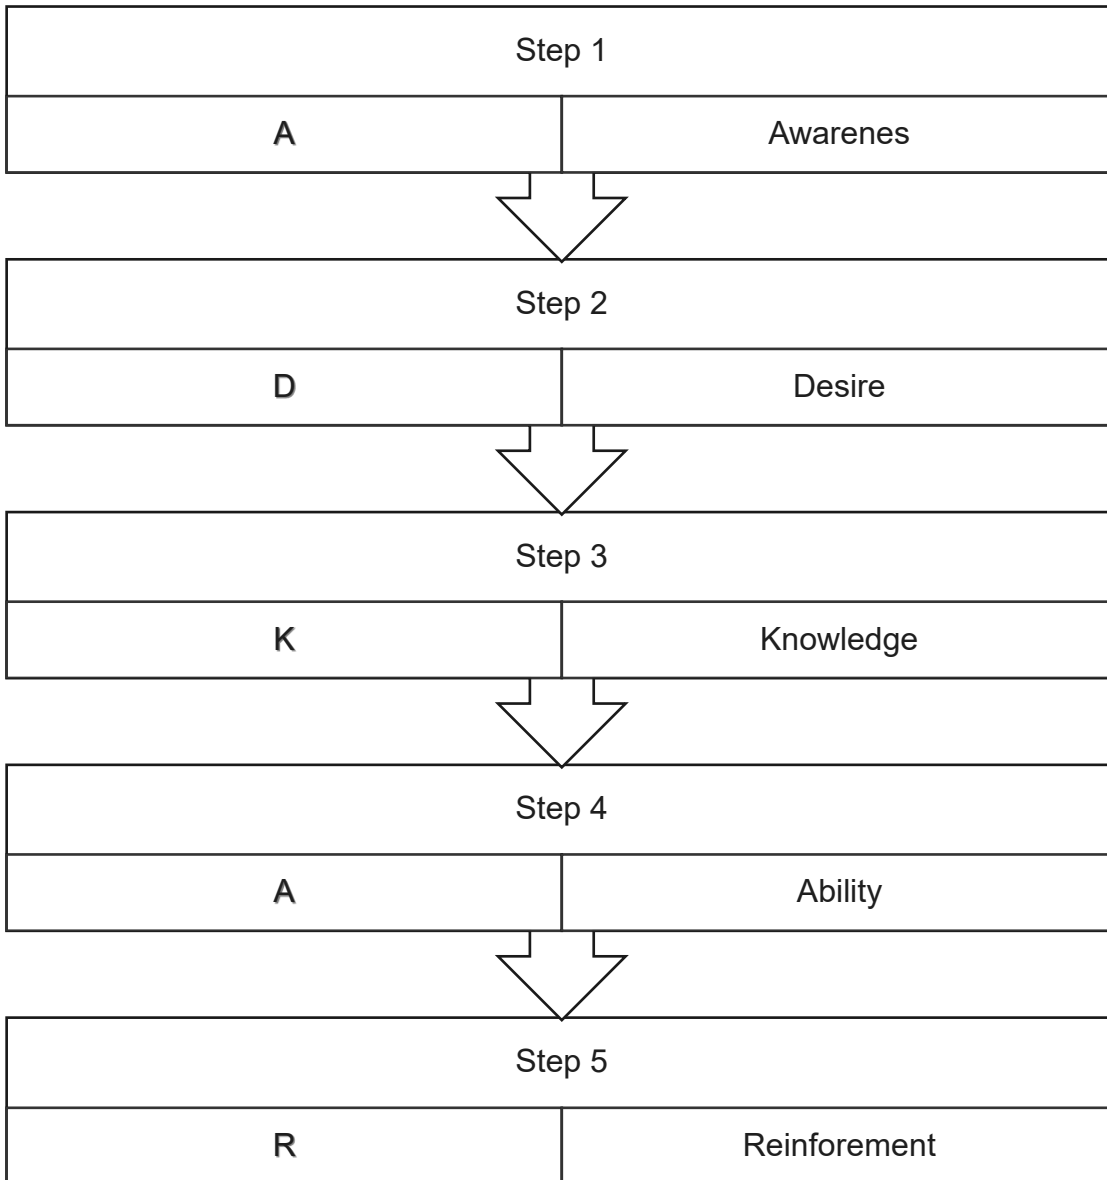 Step 1
A Awarenes
Step 2
D Desire
Step 3
K Knowledge
Step 4
A Ability
Step 5
R Reinforement